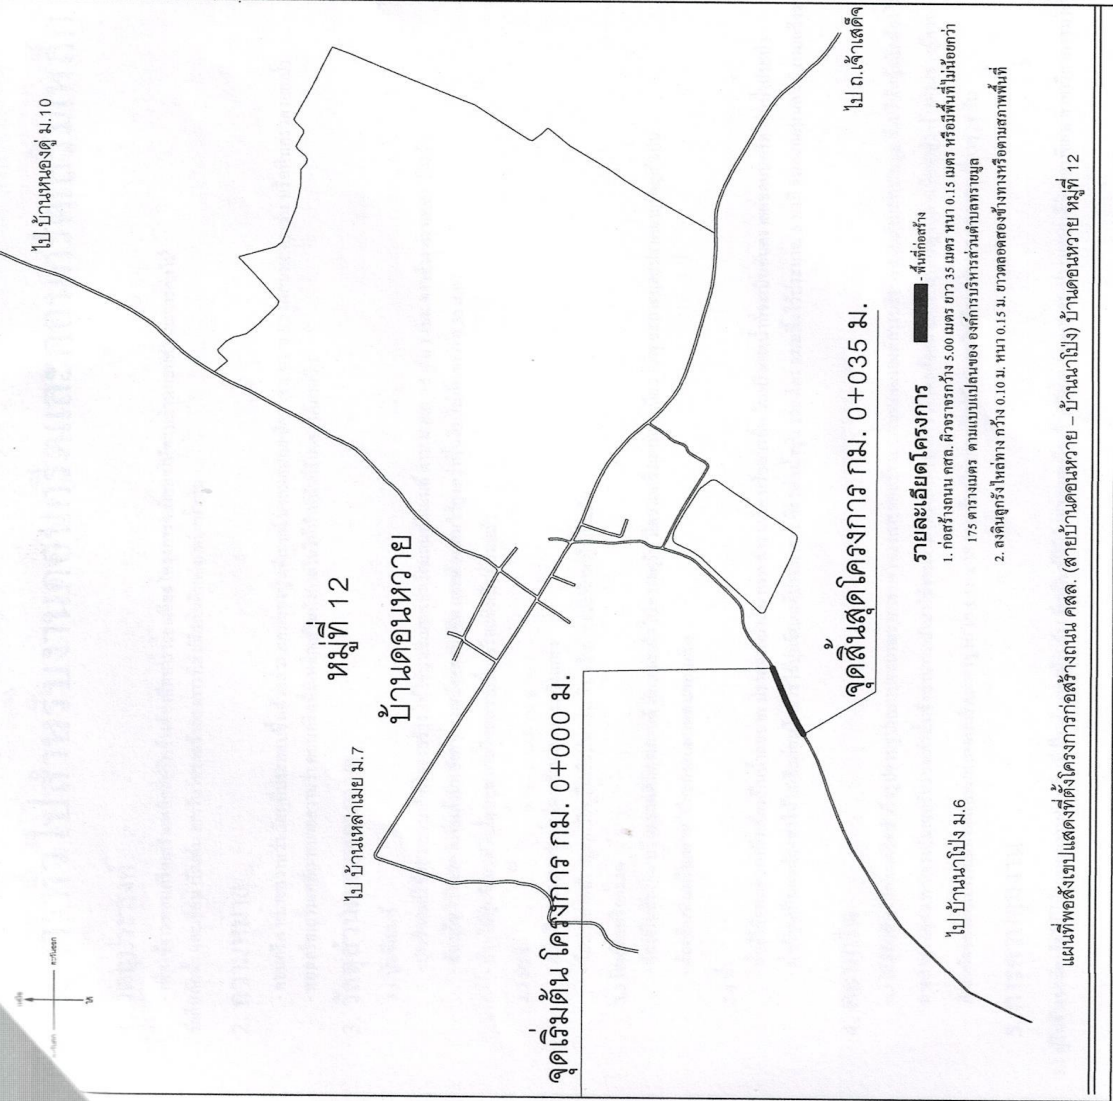 ไป บ้านหนองคู่ ม.10
หมู่ที่ 12
บ้านดอนหวาย
ไป บ้านเหล่าเมย ม.7
ไป ถ.เจ้าเสด็จ
จุดเริ่มต้น โครงการ กม. 0+000 ม.
จุดสิ้นสุดโครงการ กม. 0+035 ม.
ไป บ้านนาโป่ง ม.6
รายละเอียดโครงการ
- พื้นที่ก่อสร้าง
1. ก่อสร้างถนน คสล. ผิวจราจรกว้าง 5.00 เมตร ยาว 35 เมตร หนา 0.15 เมตร หรือมีพื้นที่ไม่น้อยกว่า
175 ตารางเมตร ตามแบบแปลนของ องค์การบริหารส่วนตำบลทรายมูล
2. ลงดินลูกรังไหล่ทาง กว้าง 0.10 ม. หนา 0.15 ม. ยาวตลอดสองข้างทางหรือตามสภาพพื้นที่
แผนที่พอสังเขปแสดงที่ตั้งโครงการก่อสร้างถนน คสล. (สายบ้านดอนหวาย – บ้านนาโป่ง) บ้านดอนหวาย หมู่ที่ 12